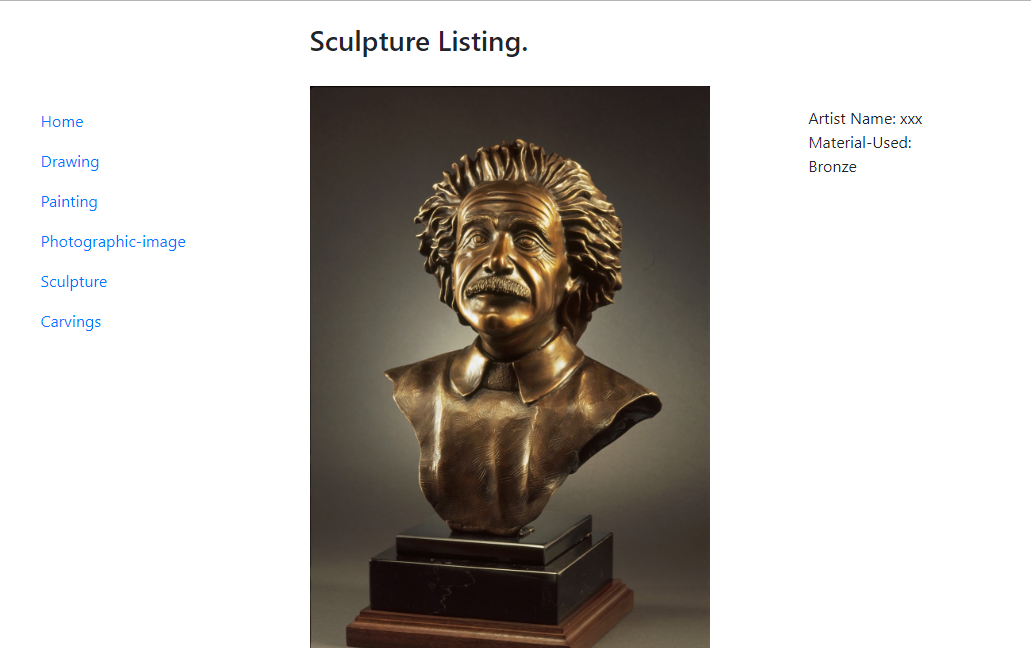 Sculpture Listing.
Home
Drawing
Painting
Photographic-image
Sculpture
Carvings
Artist Name: xxx
Material-Used:
Bronze